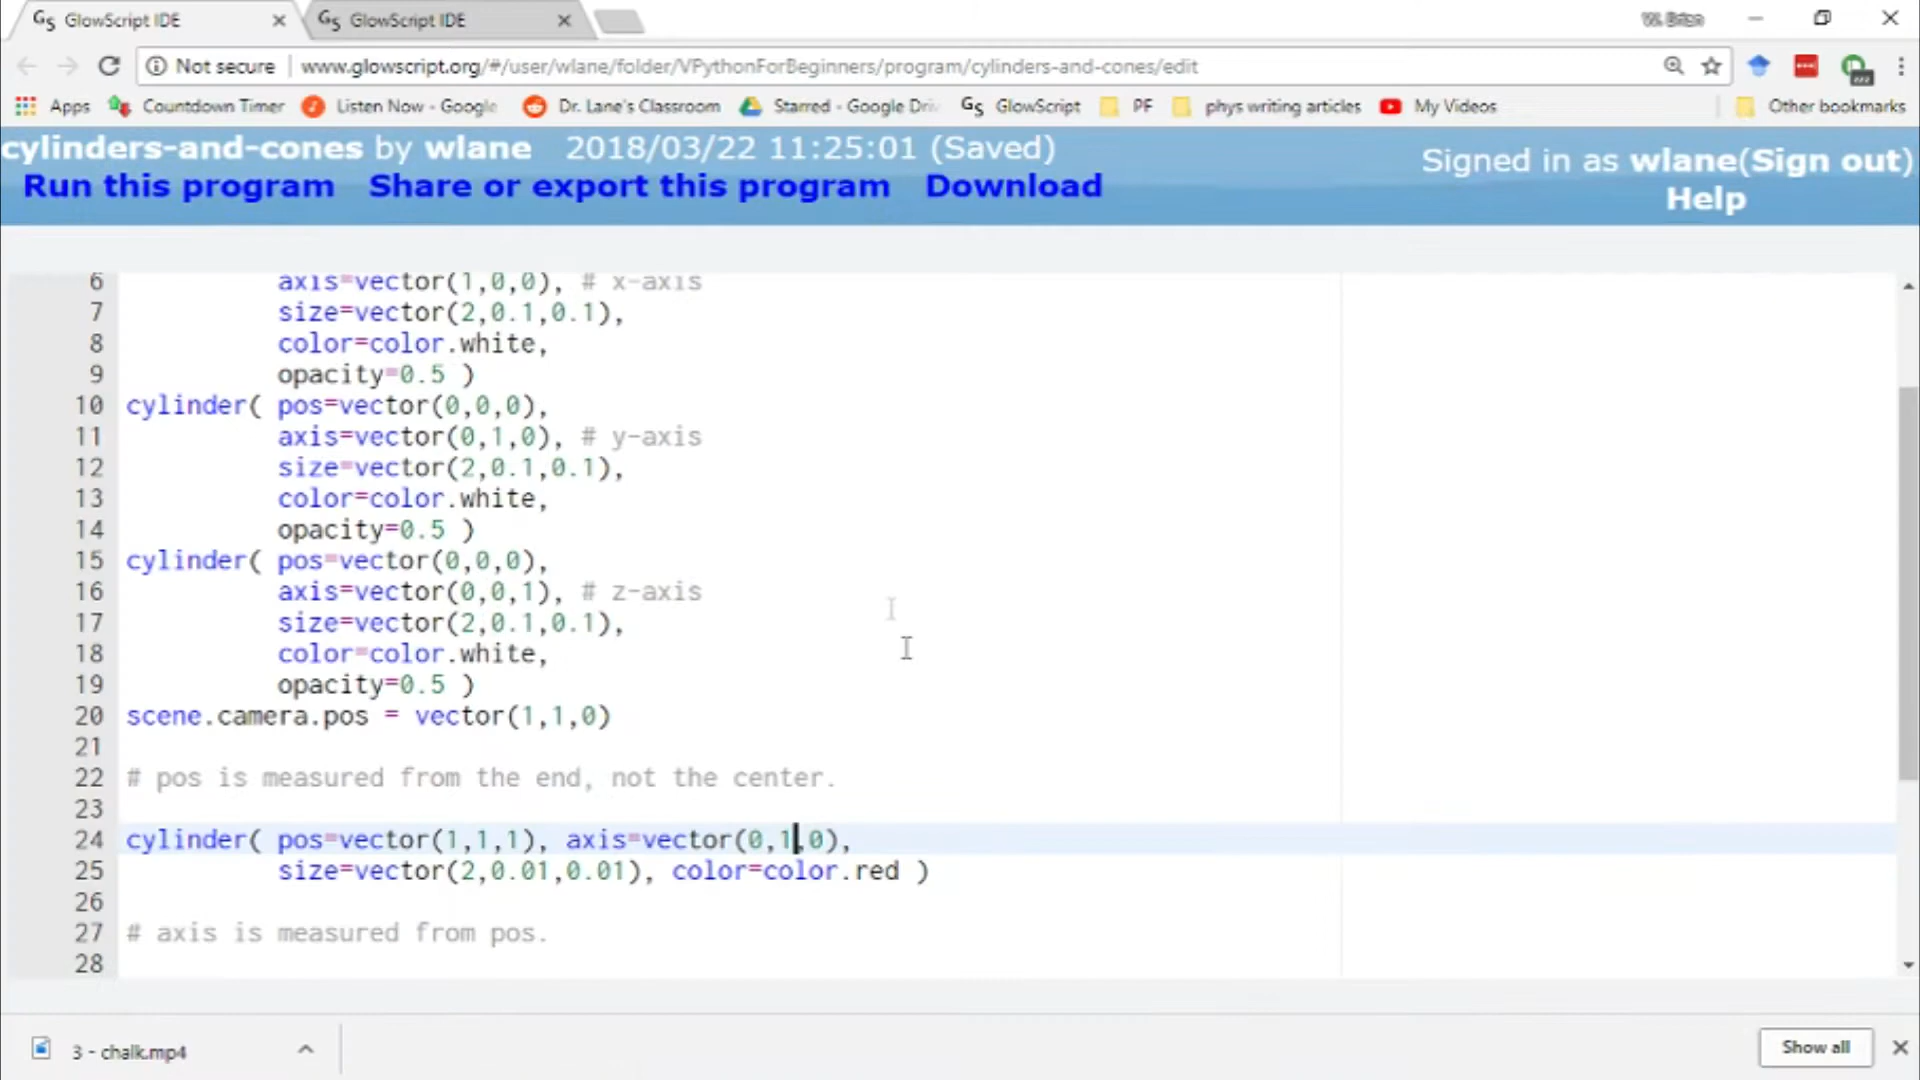 GlowScript IDE
GlowScript IDE
Not secure www.glowscript.org/#/user/wlane/folder/VPythonForBeginners/program/cylinders-and-cones/edit
Apps Countdown Timer Listen Now - Google Dr. Lane's Classroom Starred - Google Driv GlowScript PF phys writing articles My Videos Other bookmarks
cylinders-and-cones by wlane 2018/03/22 11:25:01 (Saved)
Signed in as wlane(Sign out)
Run this program Share or export this program Download
Help
6 axis=vector(1,0,0), # x-axis
7 size=vector(2,0.1,0.1),
8 color=color.white,
9 opacity=0.5 )
10 cylinder( pos=vector(0,0,0),
11 axis=vector(0,1,0), # y-axis
12 size=vector(2,0.1,0.1),
13 color=color.white,
14 opacity=0.5 )
15 cylinder( pos=vector(0,0,0),
16 axis=vector(0,0,1), # z-axis
17 size=vector(2,0.1,0.1),
18 color=color.white,
19 opacity=0.5 )
20 scene.camera.pos = vector(1,1,0)
21
22 # pos is measured from the end, not the center.
23
24 cylinder( pos=vector(1,1,1), axis=vector(0,1,0),
25 size=vector(2,0.01,0.01), color=color.red )
26
27 # axis is measured from pos.
28
3 - chalk.mp4
Show all